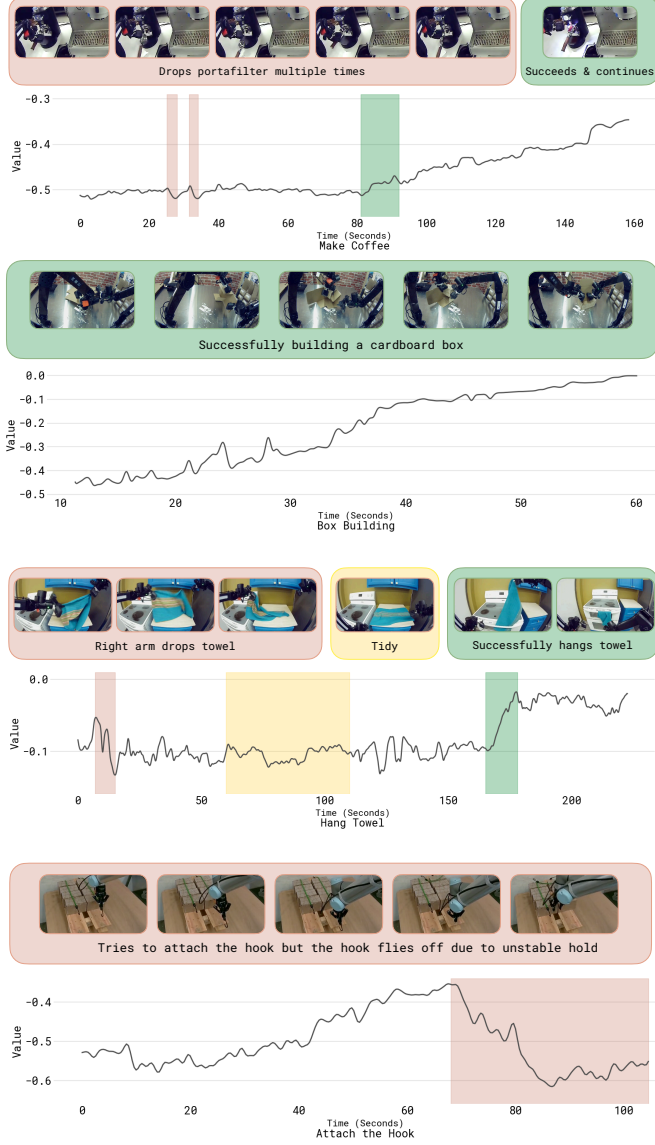 Drops portafilter multiple times
Succeeds & continues
-0.3
-0.4
-0.5
Value
0 20 40 60 80 100 120 140 160
Time (Seconds)
Make Coffee
Successfully building a cardboard box
0.0
-0.1
-0.2
-0.3
-0.4
-0.5
Value
10 20 30 40 50 60
Time (Seconds)
Box Building
Right arm drops towel
Tidy
Successfully hangs towel
0.0
-0.1
Value
0 50 100 150 200
Time (Seconds)
Hang Towel
Tries to attach the hook but the hook flies off due to unstable hold
-0.4
-0.5
-0.6
Value
0 20 40 60 80 100
Time (Seconds)
Attach the Hook